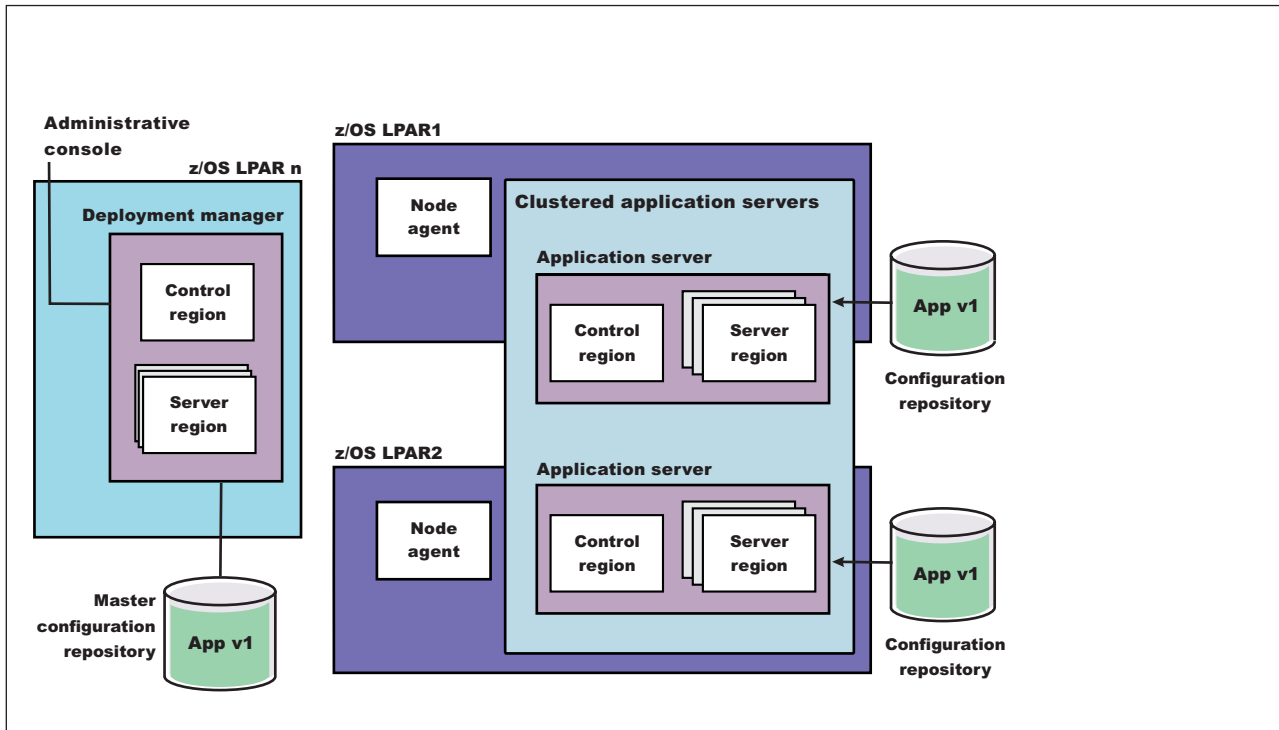 Administrative
console
z/OS LPAR n
Deployment manager
Control
region
Server
region
Master
configuration
repository
App v1
z/OS LPAR1
Node
agent
Clustered application servers
Application server
Control
region
Server
region
App v1
Configuration
repository
z/OS LPAR2
Node
agent
Application server
Control
region
Server
region
App v1
Configuration
repository